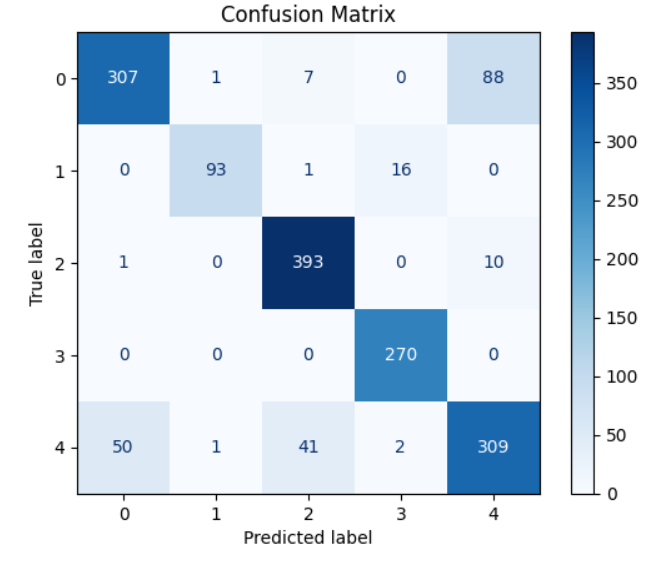 Confusion Matrix
True label
0 307 1 7 0 88
1 0 93 1 16 0
2 1 0 393 0 10
3 0 0 0 270 0
4 50 1 41 2 309
0 1 2 3 4
Predicted label
350
300
250
200
150
100
50
0